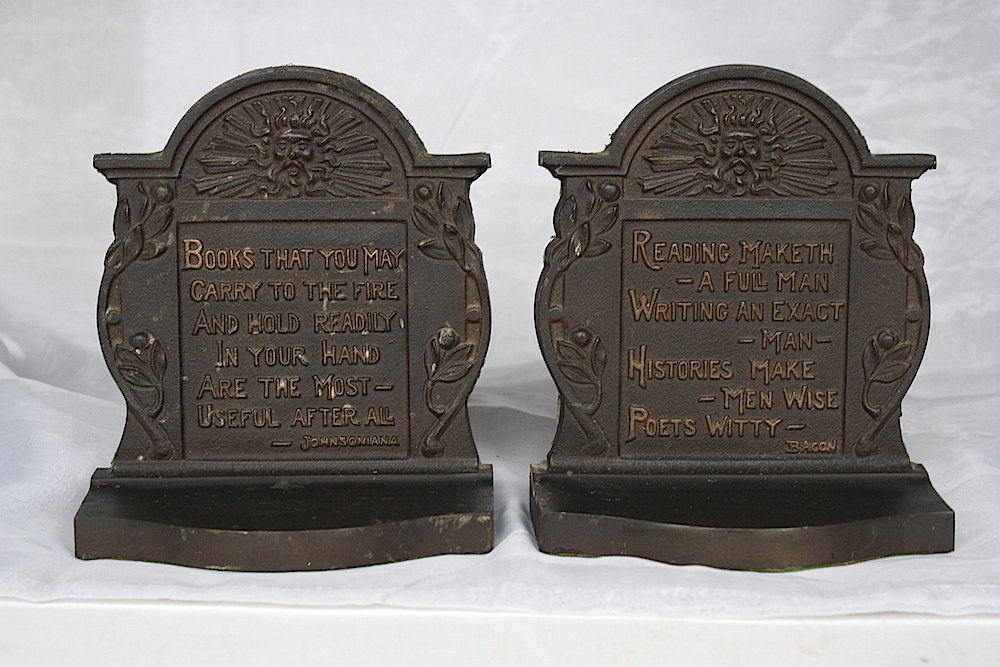 Books that you May
Carry to the fire
And hold readily
In your Hand
Are the Most–
Useful after all
– Johnsoniana
Reading Maketh
– a full man
Writing an Exact
– Man –
Histories Make
– Men Wise
Poets Witty –
Bacon